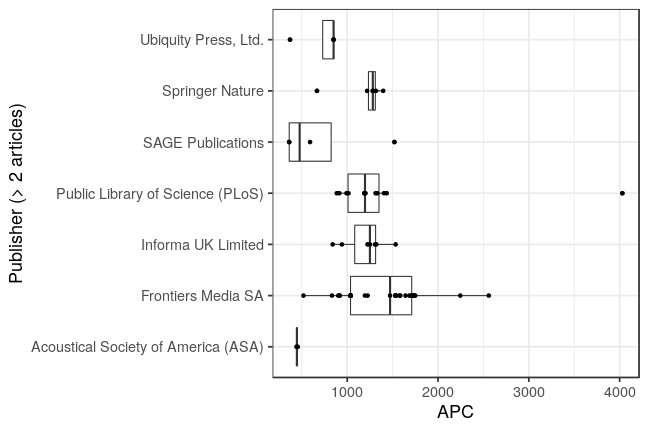 Publisher (> 2 articles)
Ubiquity Press, Ltd.
Springer Nature
SAGE Publications
Public Library of Science (PLoS)
Informa UK Limited
Frontiers Media SA
Acoustical Society of America (ASA)
1000 2000 3000 4000
APC